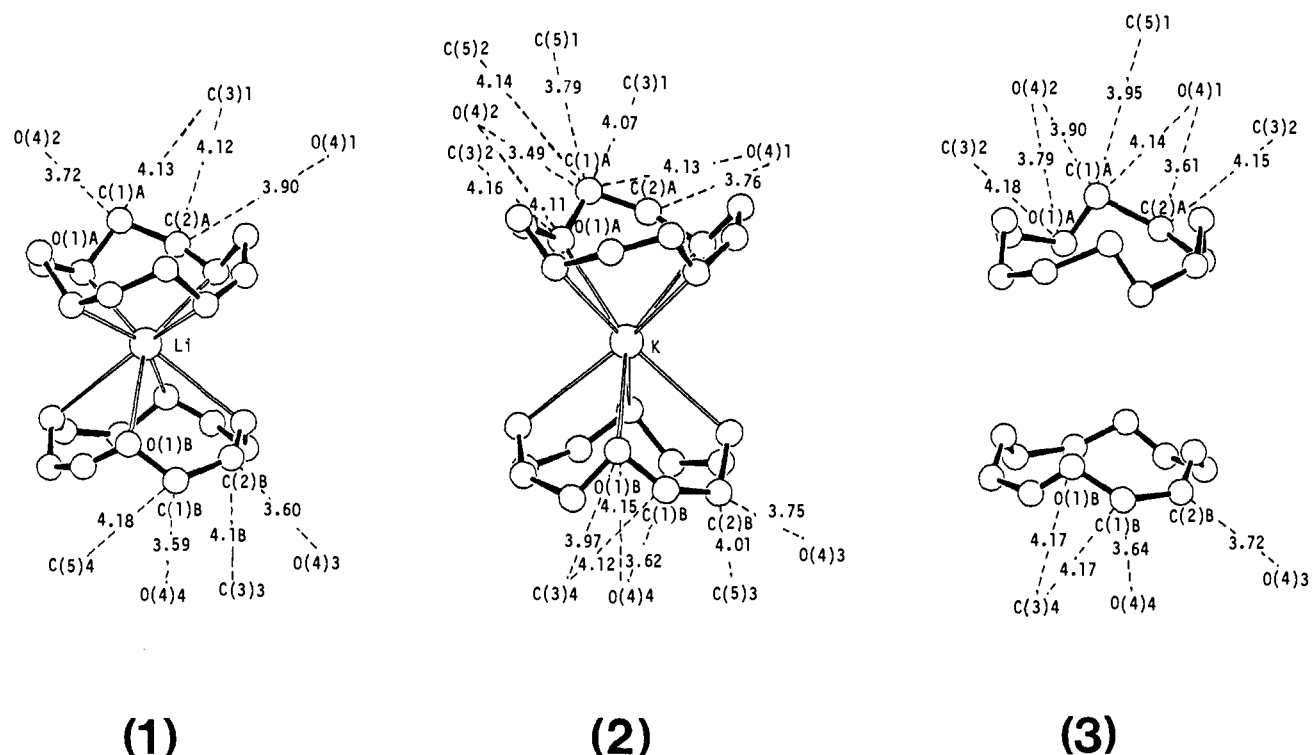 C(3)1
O(4)2
4.13
4.12
O(4)1
3.72
3.90
C(1)A
C(2)A
O(1)A
Li
O(1)B
C(2)B
C(1)B
4.18
3.60
3.59
4.18
O(4)3
C(5)4
O(4)4
C(3)3
(1)
C(5)1
C(5)2
4.14
3.79
C(3)1
O(4)2
4.07
C(3)2
3.49
C(1)A
4.13
O(4)1
4.16
C(2)A
3.76
4.11
O(1)A
K
O(1)B
4.15
C(1)B
C(2)B
3.75
3.97
4.12
3.62
4.01
O(4)3
C(3)4
O(4)4
C(5)3
(2)
C(5)1
O(4)2
3.95
O(4)1
3.90
C(3)2
C(3)2
3.79
C(1)A
4.14
3.61
4.15
4.18
O(1)A
C(2)A
O(1)B
C(1)B
C(2)B
4.17
3.64
3.72
4.17
O(4)3
C(3)4
O(4)4
(3)